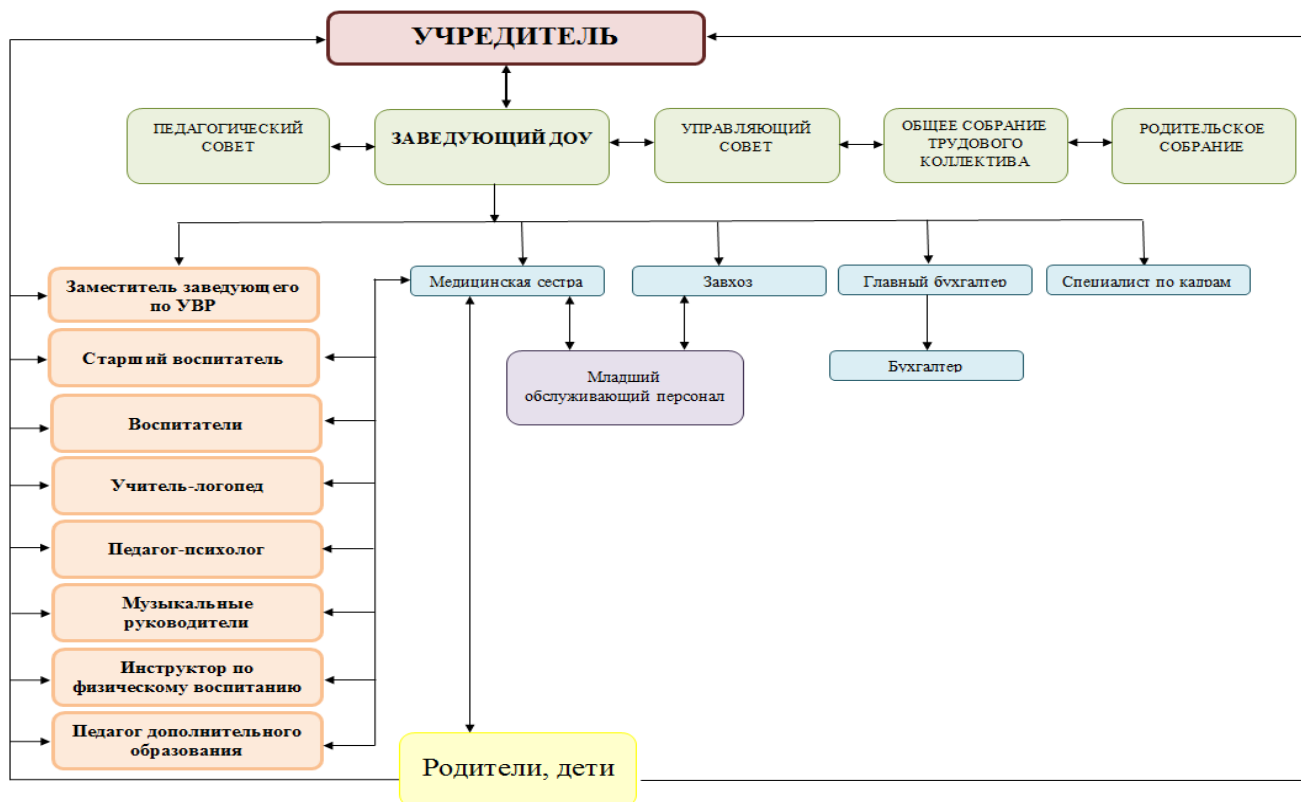 УЧРЕДИТЕЛЬ
ПЕДАГОГИЧЕСКИЙ
СОВЕТ
ЗАВЕДУЮЩИЙ ДОУ
УПРАВЛЯЮЩИЙ
СОВЕТ
ОБЩЕЕ СОБРАНИЕ
ТРУДОВОГО
КОЛЛЕКТИВА
РОДИТЕЛЬСКОЕ
СОБРАНИЕ
Заместитель заведующего
по УВР
Медицинская сестра
Завхоз
Главный бухгалтер
Специалист по кадрам
Старший воспитатель
Младший
обслуживающий персонал
Бухгалтер
Воспитатели
Учитель-логопед
Педагог-психолог
Музыкальные
руководители
Инструктор по
физическому воспитанию
Педагог дополнительного
образования
Родители, дети